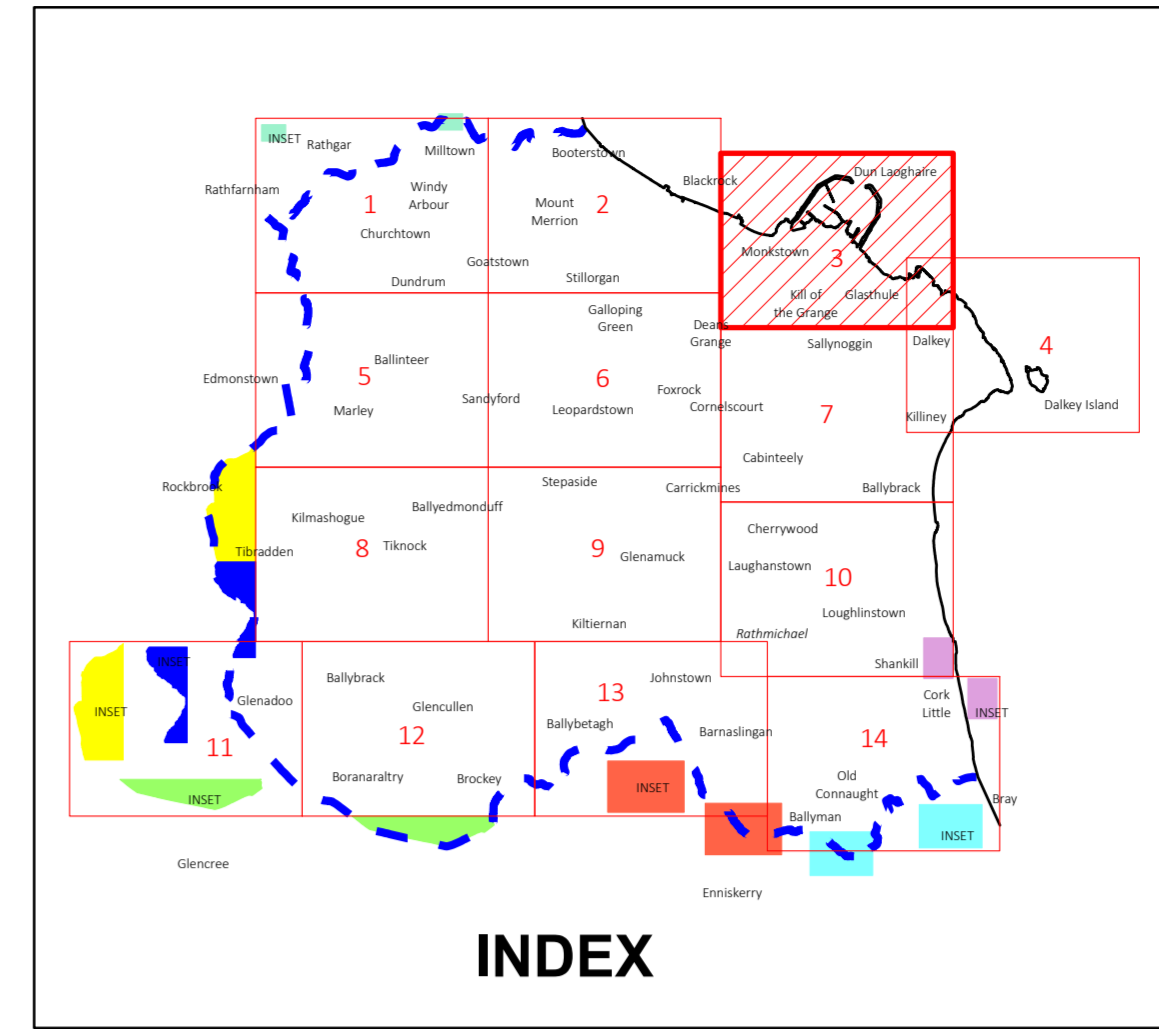 INSET
Rathgar
Milltown
Booterstown
Rathfarnham
Windy
Arbour
1
Churchtown
Mount
Merrion
2
Blackrock
Dun Laoghaire
Goatstown
Dundrum
Stillorgan
Monkstown
3
Kill of
the Grange
Glasthule
Galloping
Green
Deans
Grange
Sallynoggin
Dalkey
4
Dalkey Island
Edmonstown
Ballinteer
5
Marley
Sandyford
6
Leopardstown
Foxrock
Cornelscourt
7
Killiney
Cabinteely
Rockbrook
Stepaside
Carrickmines
Ballybrack
Kilmashogue
Ballyedmonduff
Tibradden
8
Tiknock
9
Glenamuck
Cherrywood
Laughanstown
10
Loughlinstown
Kiltiernan
Rathmichael
Shankill
INSET
INSET
Glenadoo
11
INSET
Ballybrack
Glencullen
12
Boranaraltry
Brockey
13
Johnstown
Ballybetagh
Barnaslingan
INSET
Cork
Little
INSET
14
Old
Connaught
Bray
Ballyman
INSET
Glencree
Enniskerry
INDEX